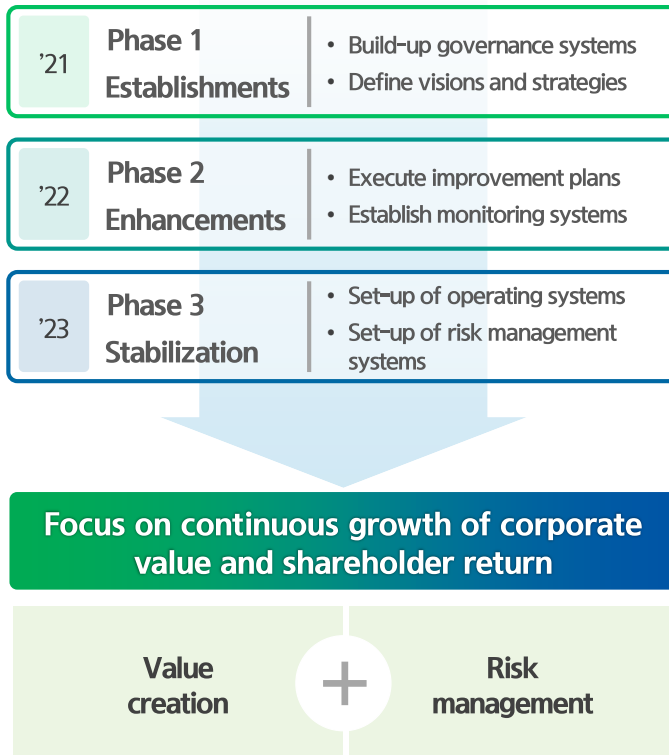 '21
Phase 1
Establishments
• Build-up governance systems
• Define visions and strategies
'22
Phase 2
Enhancements
• Execute improvement plans
• Establish monitoring systems
'23
Phase 3
Stabilization
• Set-up of operating systems
• Set-up of risk management
systems
Focus on continuous growth of corporate
value and shareholder return
Value
creation
+
Risk
management